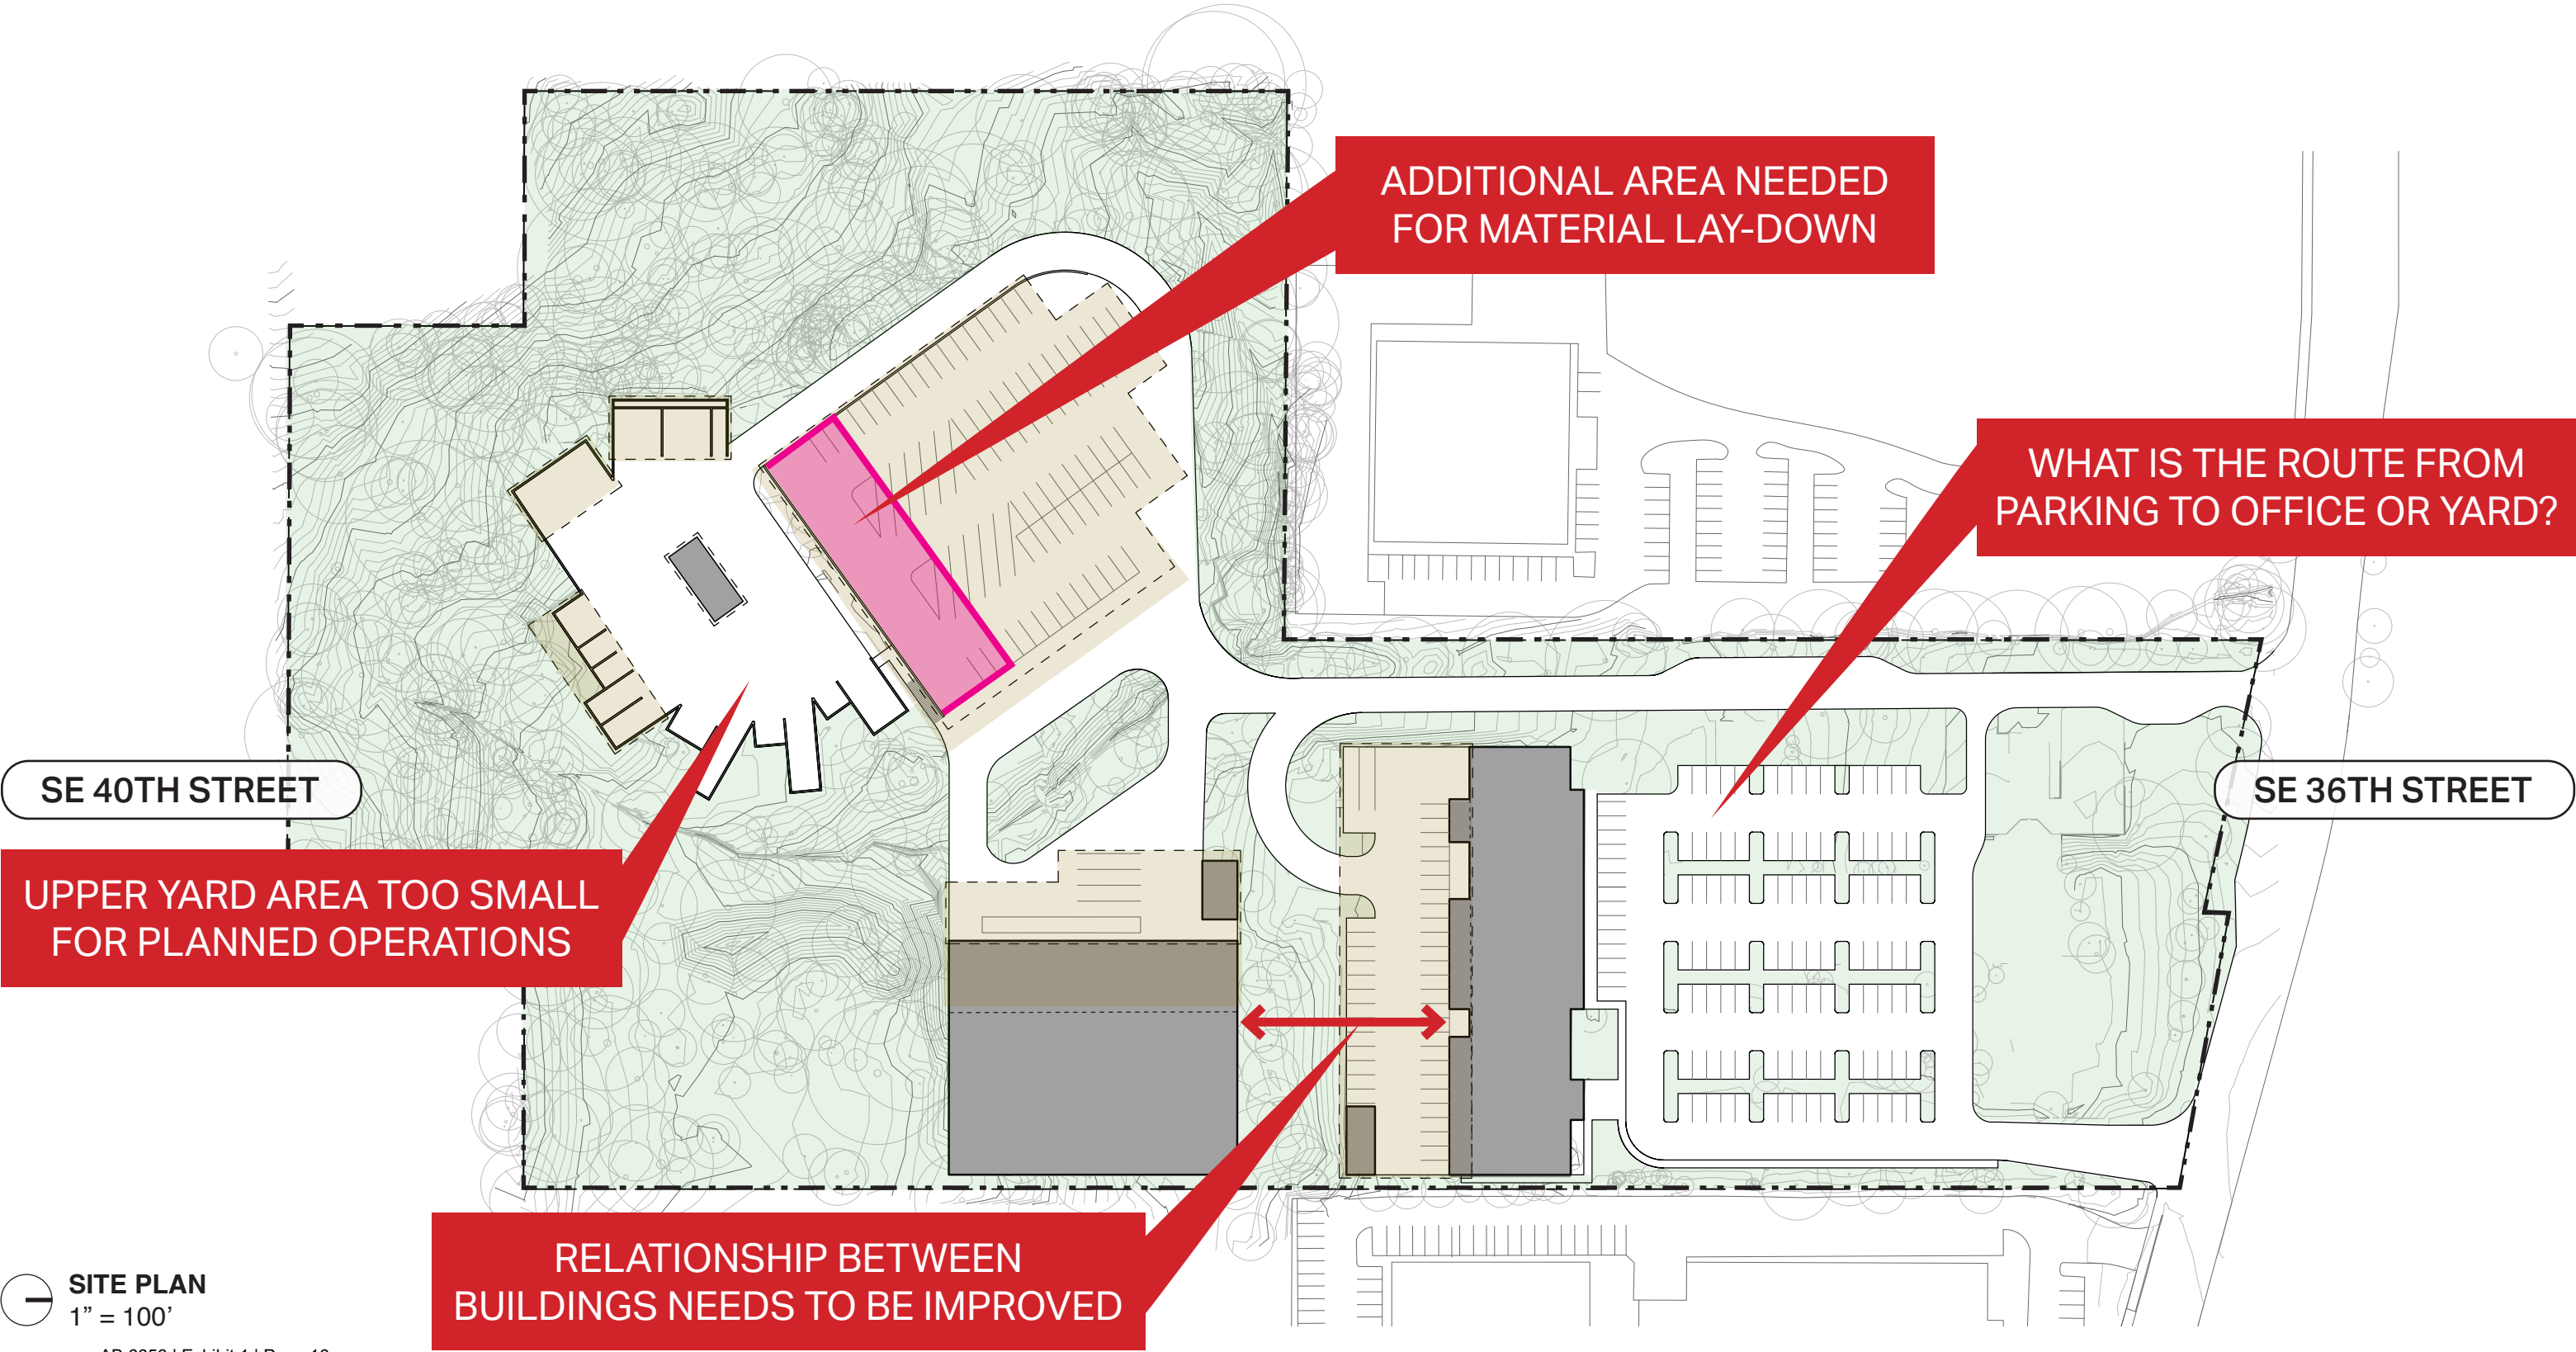 ADDITIONAL AREA NEEDED
FOR MATERIAL LAY-DOWN
WHAT IS THE ROUTE FROM
PARKING TO OFFICE OR YARD?
SE 40TH STREET
SE 36TH STREET
UPPER YARD AREA TOO SMALL
FOR PLANNED OPERATIONS
RELATIONSHIP BETWEEN
BUILDINGS NEEDS TO BE IMPROVED
SITE PLAN
1” = 100’